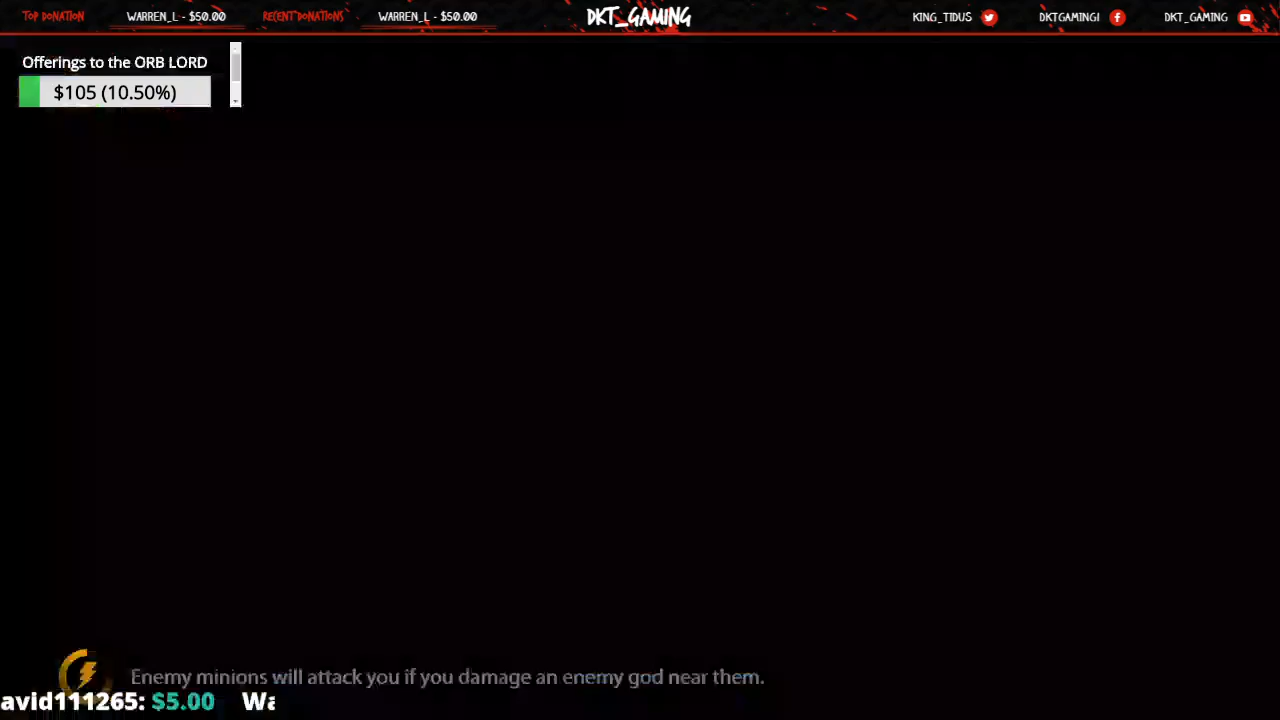 TOP DONATION WARREN_L - $50.00 RECENT DONATIONS WARREN_L - $50.00 DKT_GAMING KING_TIDUS DKTGAMING1 DKT_GAMING
Offerings to the ORB LORD
$105 (10.50%)
Enemy minions will attack you if you damage an enemy god near them.
avid111265: $5.00 Wa